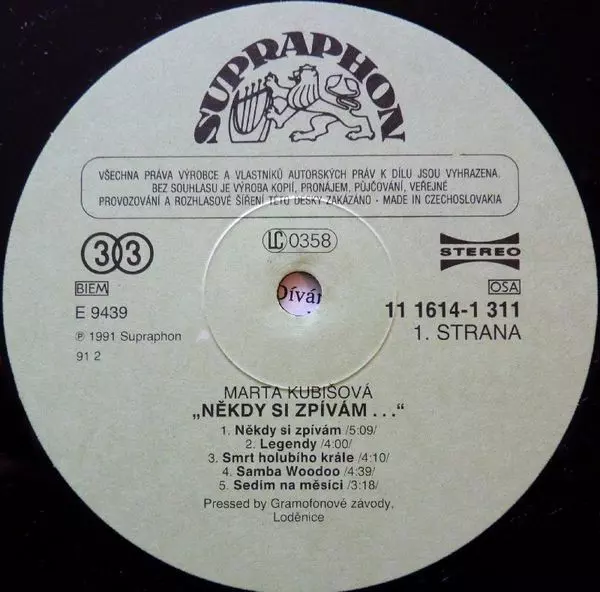 SUPRAPHON
VŠECHNA PRÁVA VÝROBCE A VLASTNÍKŮ AUTORSKÝCH PRÁV K DÍLU JSOU VYHRAZENA.
BEZ SOUHLASU JE VÝROBA KOPIÍ, PRONÁJEM, PŮJČOVÁNÍ, VEŘEJNÉ
PROVOZOVÁNÍ A ROZHLASOVÉ ŠÍŘENÍ TÉTO DESKY ZAKÁZÁNO - MADE IN CZECHOSLOVAKIA
33
LC 0358
STEREO
BIEM
OSA
Díván
E 9439
11 1614-1 311
℗ 1991 Supraphon
1. STRANA
91 2
MARTA KUBIŠOVÁ
„NĚKDY SI ZPÍVÁM . . .“
1. Někdy si zpívám /5:09/
2. Legendy /4:00/
3. Smrt holubího krále /4:10/
4. Samba Woodoo /4:39/
5. Sedím na měsíci /3:18/
Pressed by Gramofonové závody,
Loděnice